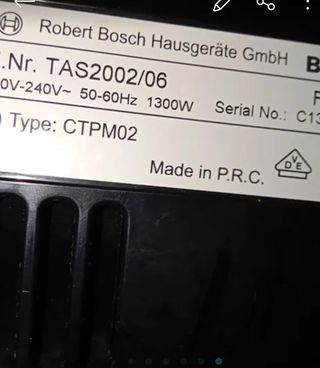 Robert Bosch Hausgeräte GmbH B
.Nr. TAS2002/06 F
0V-240V~ 50-60Hz 1300W Serial No.: C13
) Type: CTPM02
Made in P.R.C.
VDE